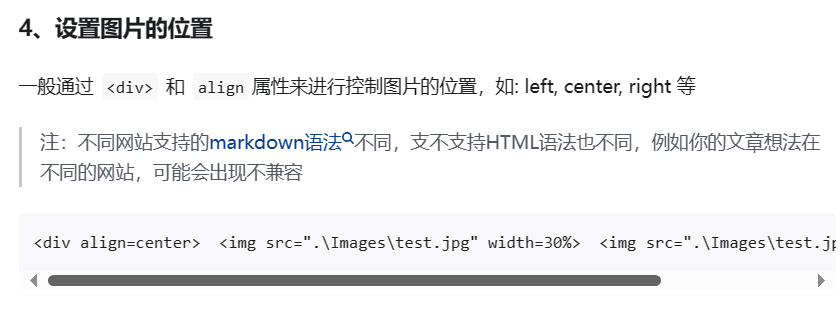 4、设置图片的位置
一般通过 <div> 和 align 属性来进行控制图片的位置，如: left, center, right 等
注：不同网站支持的markdown语法不同，支不支持HTML语法也不同，例如你的文章想法在
不同的网站，可能会出现不兼容
<div align=center>  <img src=".\Images\test.jpg" width=30%>  <img src=".\Images\test.jp